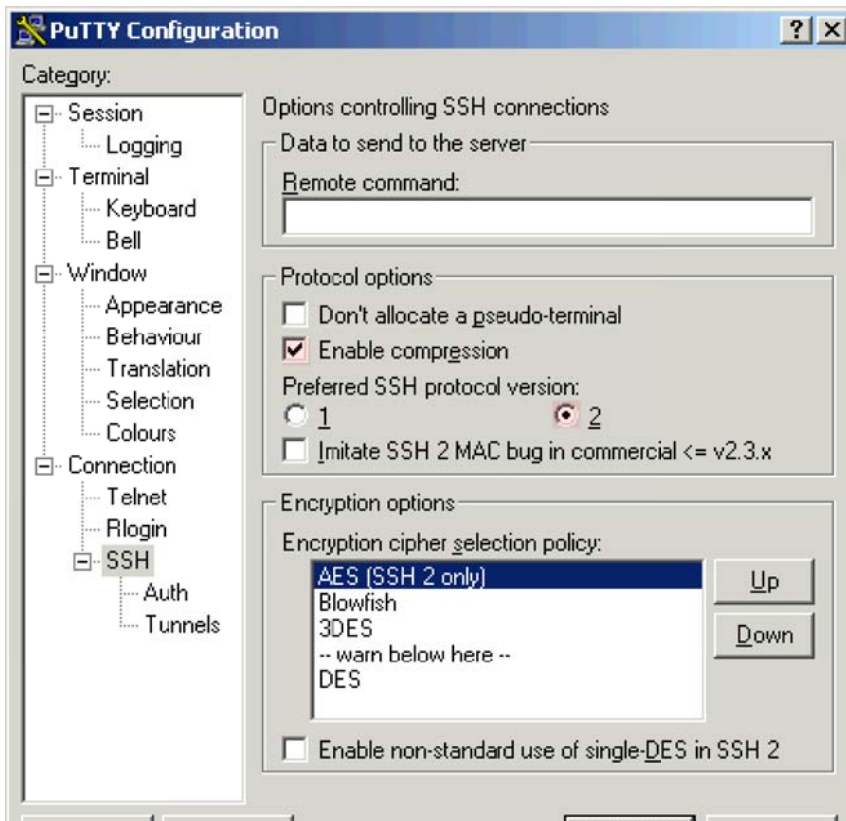 PuTTY Configuration
Category:
Session
Logging
Terminal
Keyboard
Bell
Window
Appearance
Behaviour
Translation
Selection
Colours
Connection
Telnet
Rlogin
SSH
Auth
Tunnels
Options controlling SSH connections
Data to send to the server
Remote command:
Protocol options
Don't allocate a pseudo-terminal
Enable compression
Preferred SSH protocol version:
1 2
Imitate SSH 2 MAC bug in commercial <= v2.3.x
Encryption options
Encryption cipher selection policy:
AES (SSH 2 only)
Blowfish
3DES
-- warn below here --
DES
Up
Down
Enable non-standard use of single-DES in SSH 2